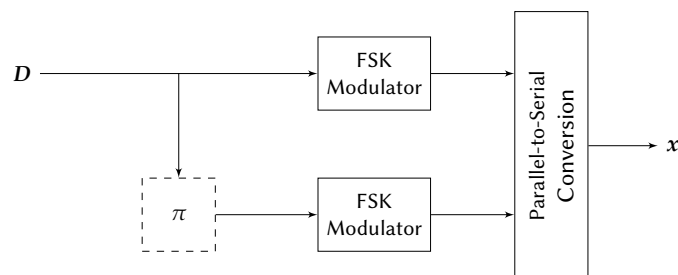 D
FSK
Modulator
Parallel-to-Serial
Conversion
x
π
FSK
Modulator